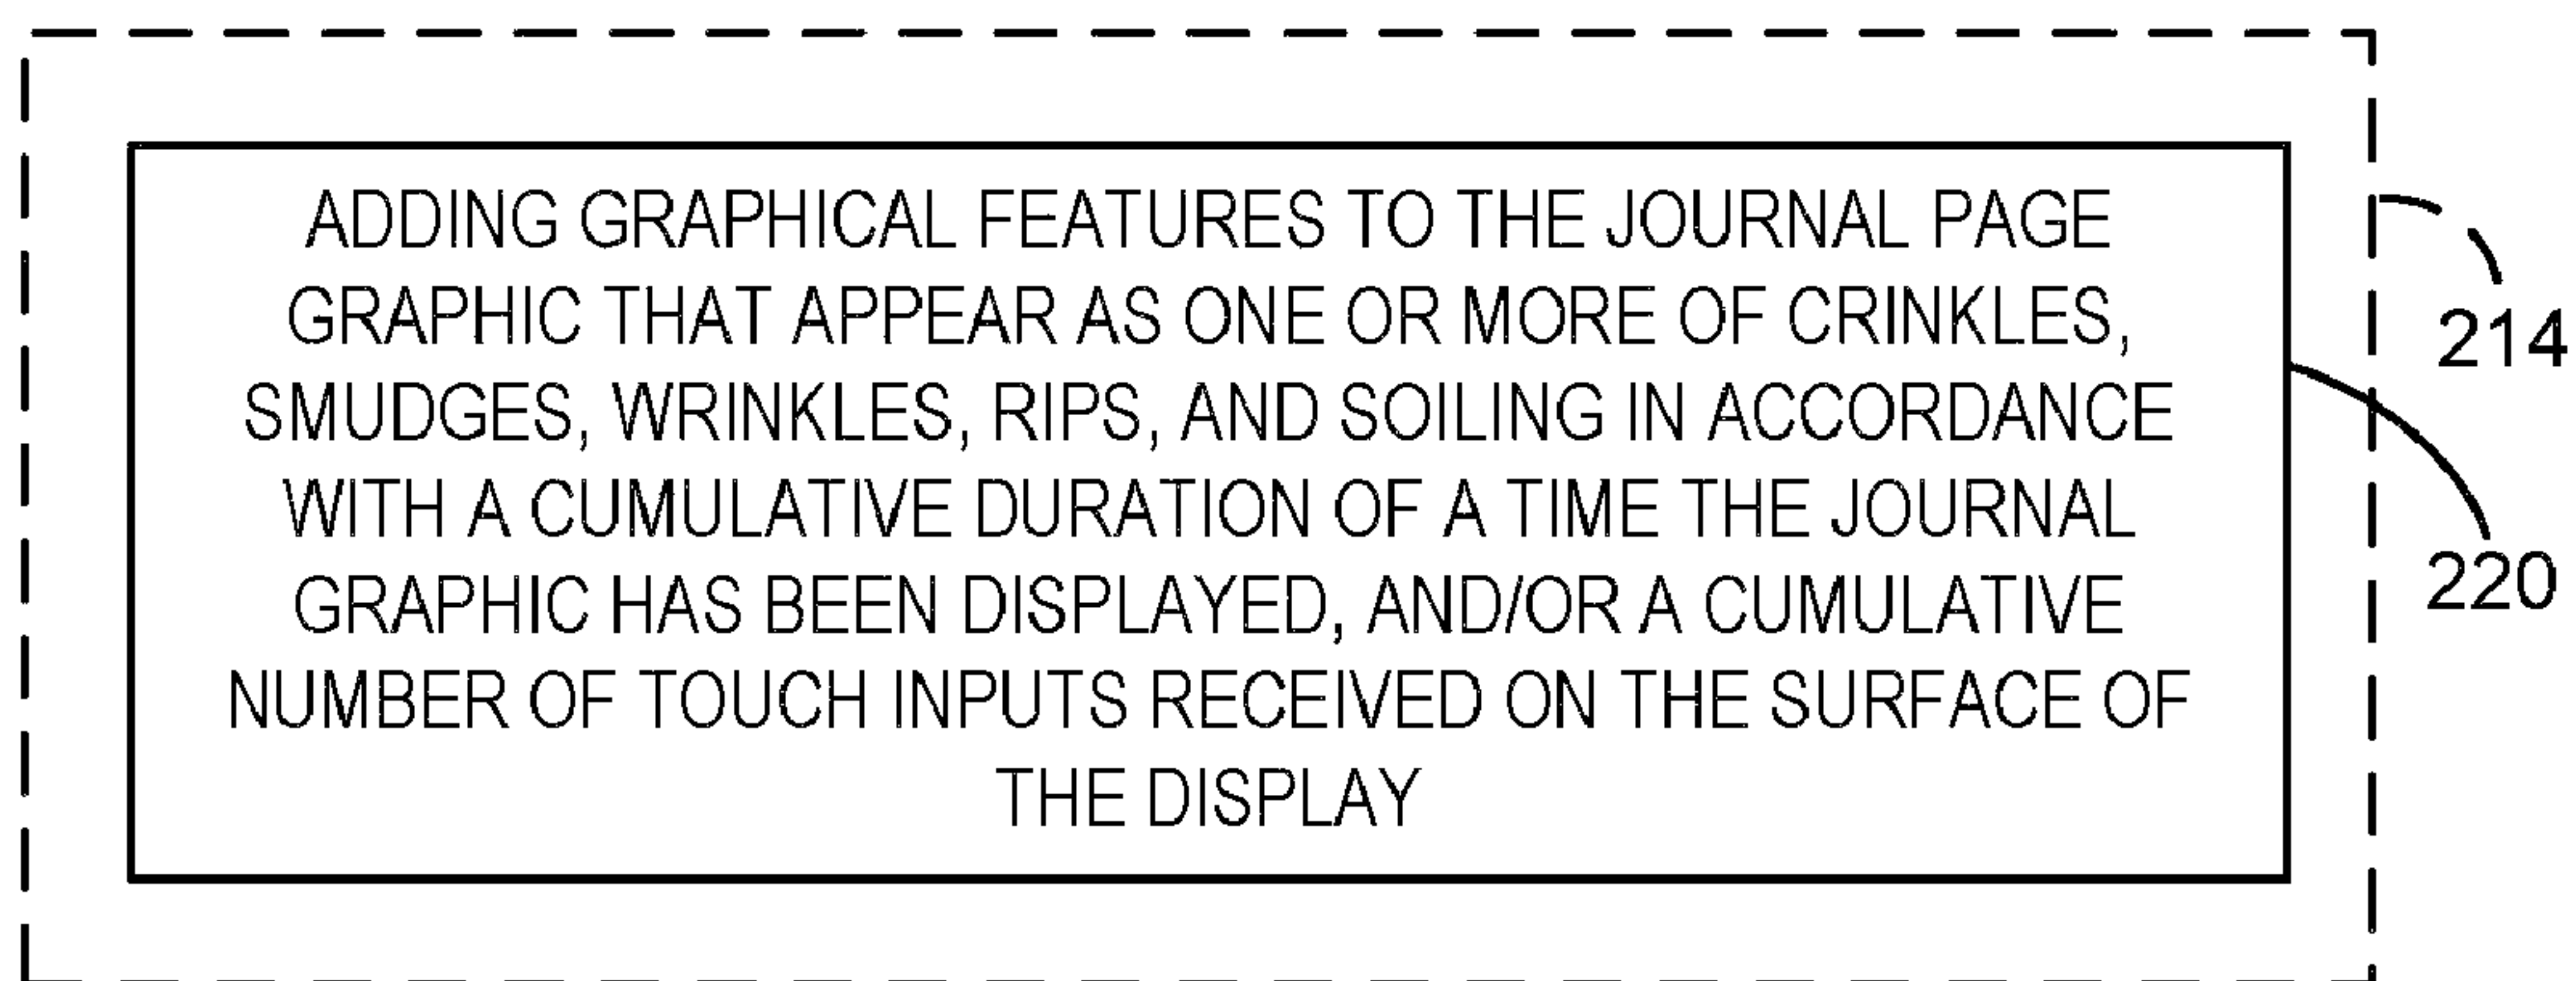 ADDING GRAPHICAL FEATURES TO THE JOURNAL PAGE
GRAPHIC THAT APPEAR AS ONE OR MORE OF CRINKLES,
SMUDGES, WRINKLES, RIPS, AND SOILING IN ACCORDANCE
WITH A CUMULATIVE DURATION OF A TIME THE JOURNAL
GRAPHIC HAS BEEN DISPLAYED, AND/OR A CUMULATIVE
NUMBER OF TOUCH INPUTS RECEIVED ON THE SURFACE OF
THE DISPLAY
214
220